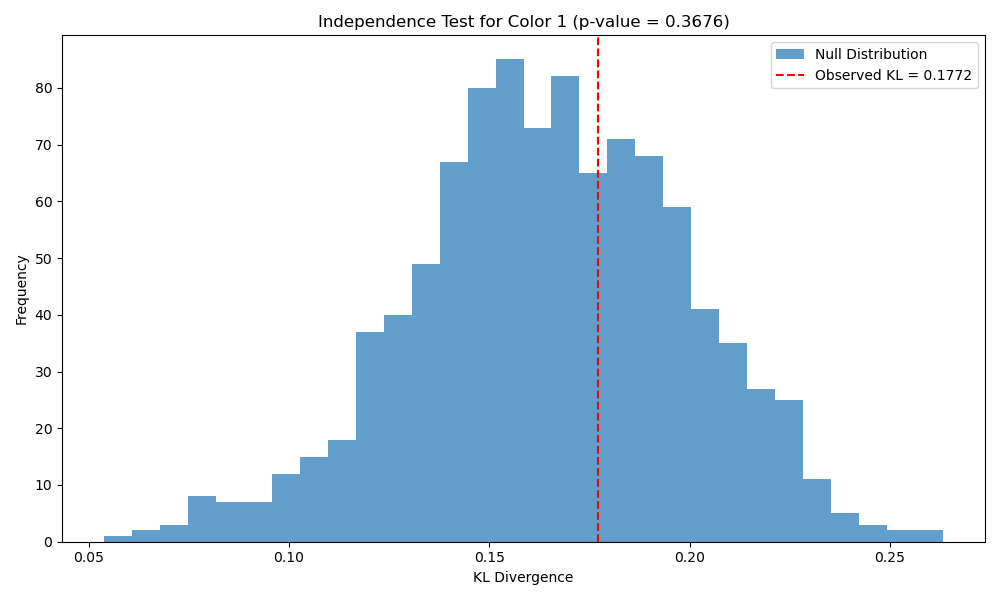 Independence Test for Color 1 (p-value = 0.3676)
Null Distribution
Observed KL = 0.1772
Frequency
80
70
60
50
40
30
20
10
0
0.05 0.10 0.15 0.20 0.25
KL Divergence